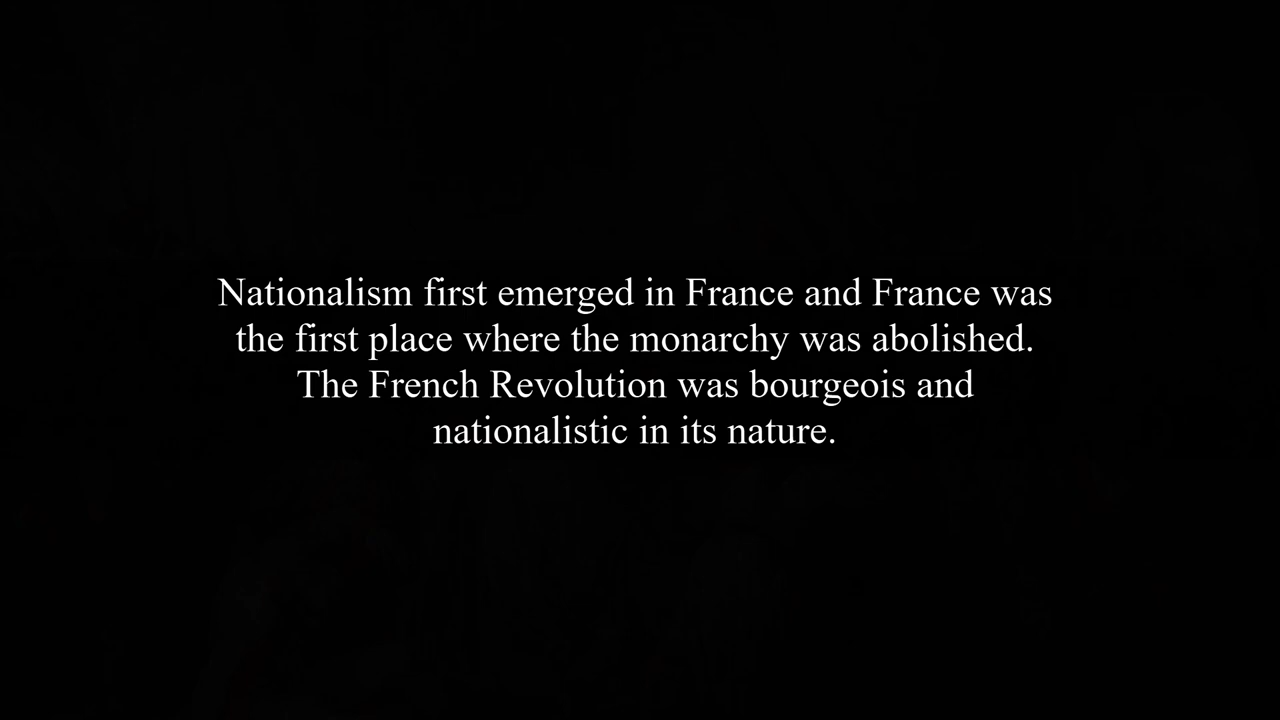 Nationalism first emerged in France and France was
the first place where the monarchy was abolished.
The French Revolution was bourgeois and
nationalistic in its nature.